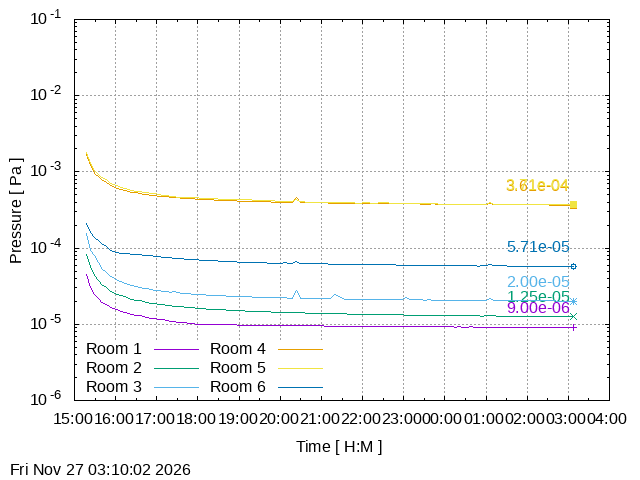 10^-1
10^-2
10^-3
10^-4
10^-5
10^-6
Pressure [ Pa ]
3.61e-04
5.71e-05
2.00e-05
1.25e-05
9.00e-06
Room 1 Room 4
Room 2 Room 5
Room 3 Room 6
15:00 16:00 17:00 18:00 19:00 20:00 21:00 22:00 23:00 00:00 01:00 02:00 03:00 04:00
Time [ H:M ]
Fri Nov 27 03:10:02 2026